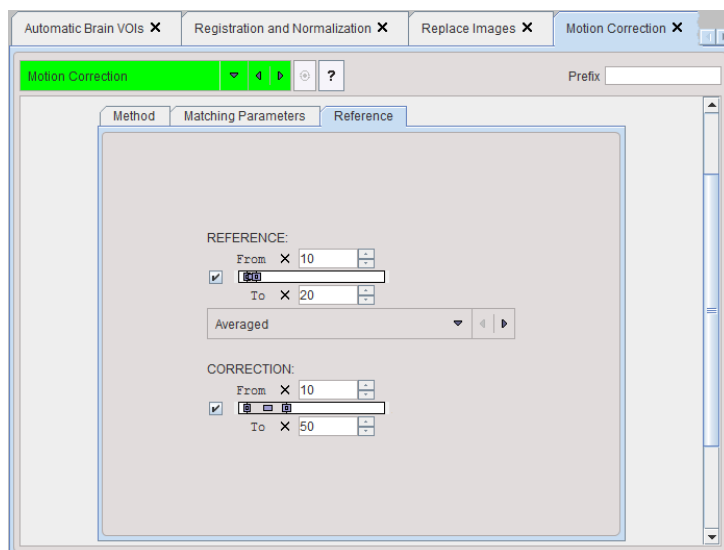 Automatic Brain VOIs ✕ Registration and Normalization ✕ Replace Images ✕ Motion Correction ✕
Motion Correction ? Prefix
Method Matching Parameters Reference
REFERENCE:
From ✕ 10
To ✕ 20
Averaged
CORRECTION:
From ✕ 10
To ✕ 50